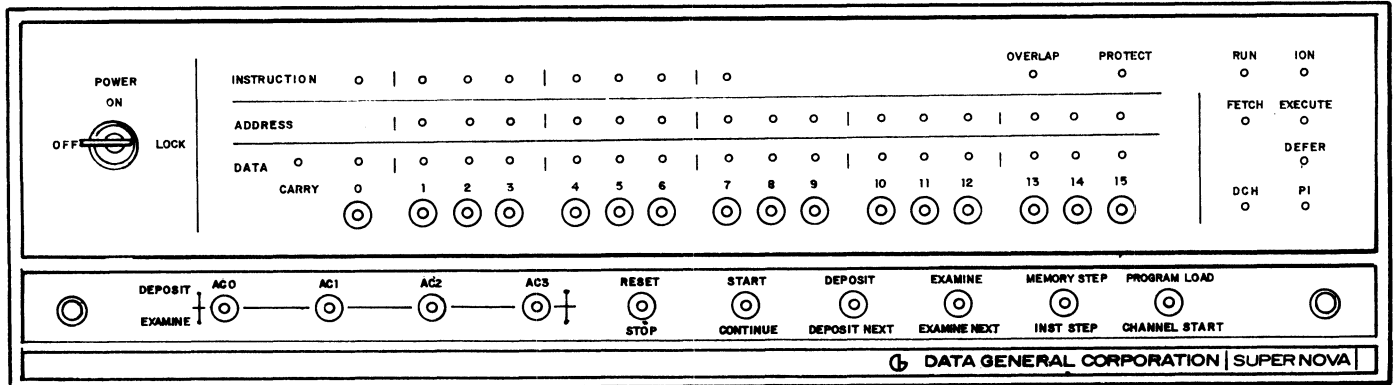 POWER
ON
OFF LOCK
INSTRUCTION
OVERLAP PROTECT
ADDRESS
DATA
CARRY 0 1 2 3 4 5 6 7 8 9 10 11 12 13 14 15
RUN ION
FETCH EXECUTE
DEFER
DCH PI
DEPOSIT AC0 AC1 AC2 AC3 RESET START DEPOSIT EXAMINE MEMORY STEP PROGRAM LOAD
EXAMINE STOP CONTINUE DEPOSIT NEXT EXAMINE NEXT INST STEP CHANNEL START
DATA GENERAL CORPORATION | SUPER NOVA